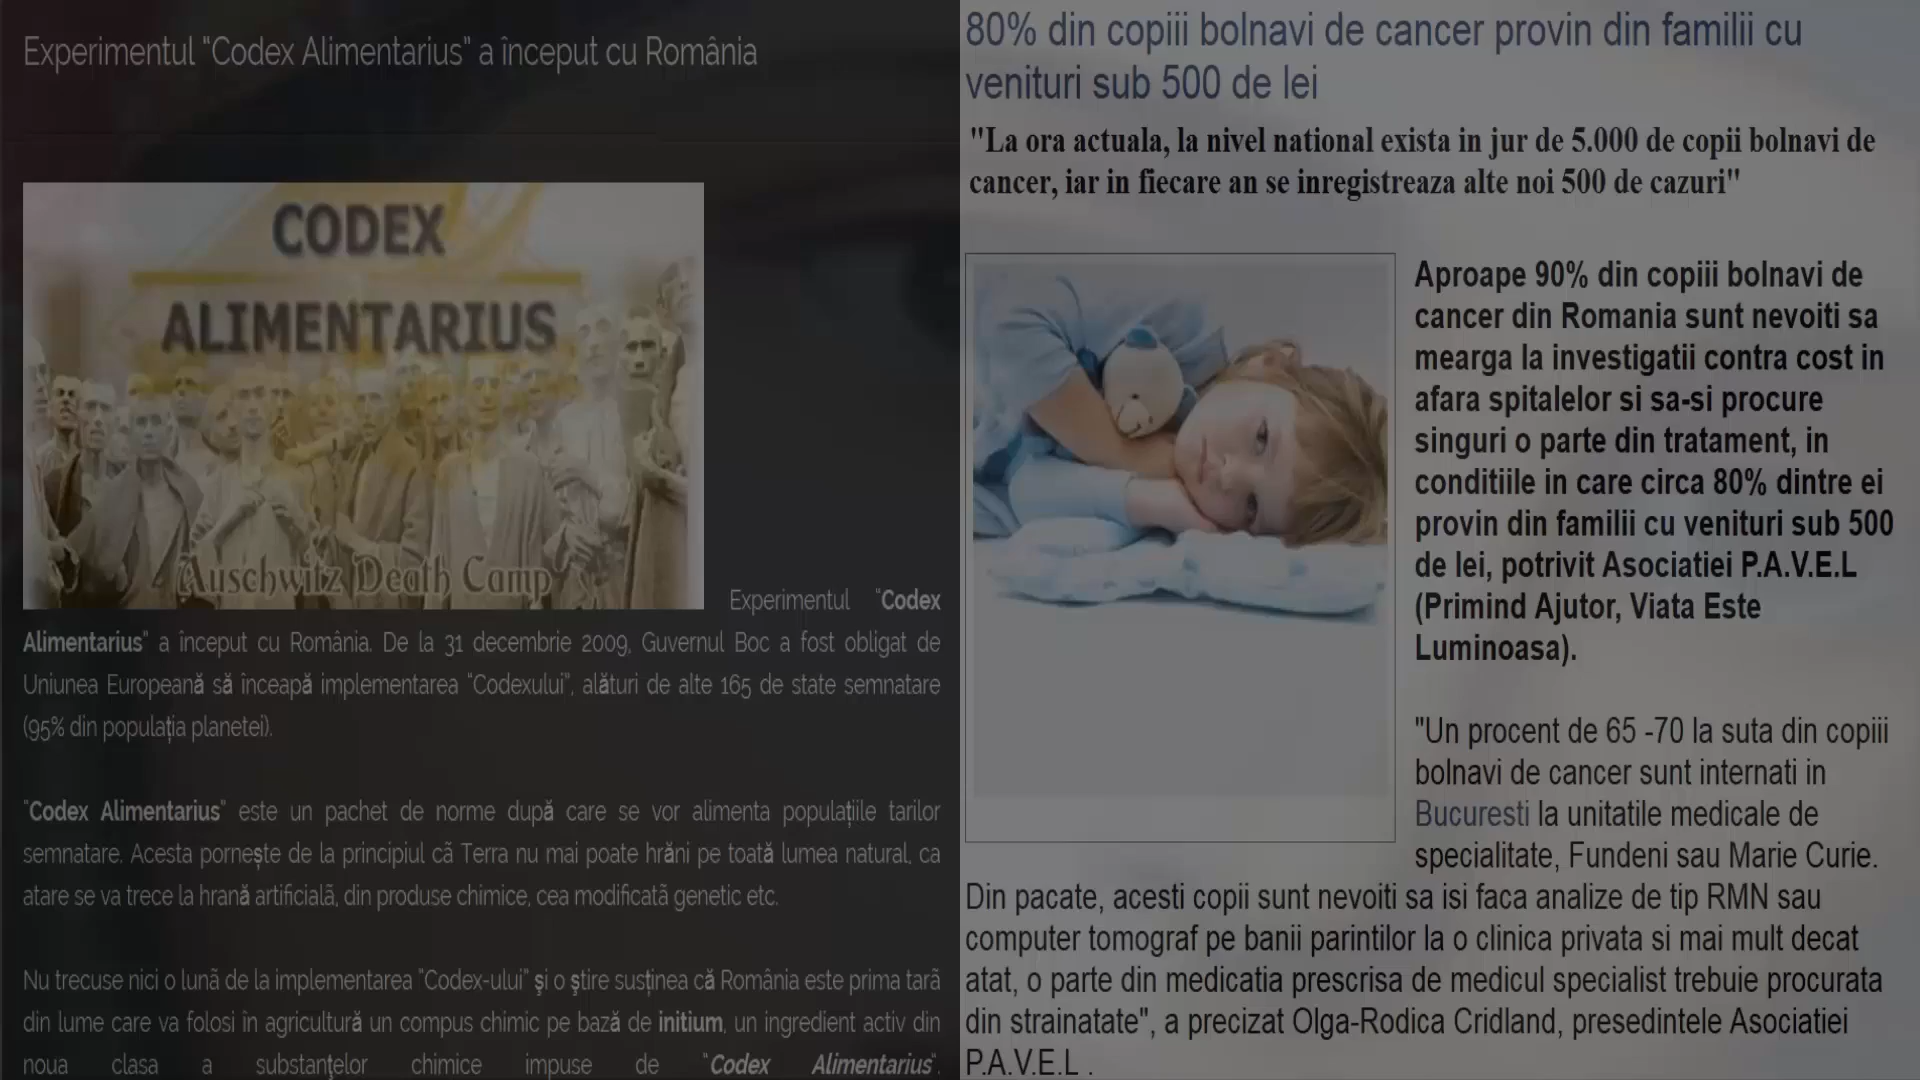 Experimentul “Codex Alimentarius” a început cu România
CODEX
ALIMENTARIUS
Auschwitz Death Camp
Experimentul “Codex
Alimentarius” a început cu România. De la 31 decembrie 2009, Guvernul Boc a fost obligat de
Uniunea Europeană să înceapă implementarea “Codexului”, alături de alte 165 de state semnatare
(95% din populaţia planetei).
“Codex Alimentarius” este un pachet de norme după care se vor alimenta populaţiile tarilor
semnatare. Acesta porneşte de la principiul cã Terra nu mai poate hrăni pe toată lumea natural, ca
atare se va trece la hrană artificialã, din produse chimice, cea modificatã genetic etc.
Nu trecuse nici o lunã de la implementarea “Codex-ului” şi o ştire susţinea că România este prima tarã
din lume care va folosi în agricultură un compus chimic pe bază de initium, un ingredient activ din
noua clasa a substanţelor chimice impuse de “Codex Alimentarius“.
80% din copiii bolnavi de cancer provin din familii cu
venituri sub 500 de lei
"La ora actuala, la nivel national exista in jur de 5.000 de copii bolnavi de
cancer, iar in fiecare an se inregistreaza alte noi 500 de cazuri"
Aproape 90% din copiii bolnavi de
cancer din Romania sunt nevoiti sa
mearga la investigatii contra cost in
afara spitalelor si sa-si procure
singuri o parte din tratament, in
conditiile in care circa 80% dintre ei
provin din familii cu venituri sub 500
de lei, potrivit Asociatiei P.A.V.E.L
(Primind Ajutor, Viata Este
Luminoasa).
"Un procent de 65 -70 la suta din copiii
bolnavi de cancer sunt internati in
Bucuresti la unitatile medicale de
specialitate, Fundeni sau Marie Curie.
Din pacate, acesti copii sunt nevoiti sa isi faca analize de tip RMN sau
computer tomograf pe banii parintilor la o clinica privata si mai mult decat
atat, o parte din medicatia prescrisa de medicul specialist trebuie procurata
din strainatate", a precizat Olga-Rodica Cridland, presedintele Asociatiei
P.A.V.E.L .